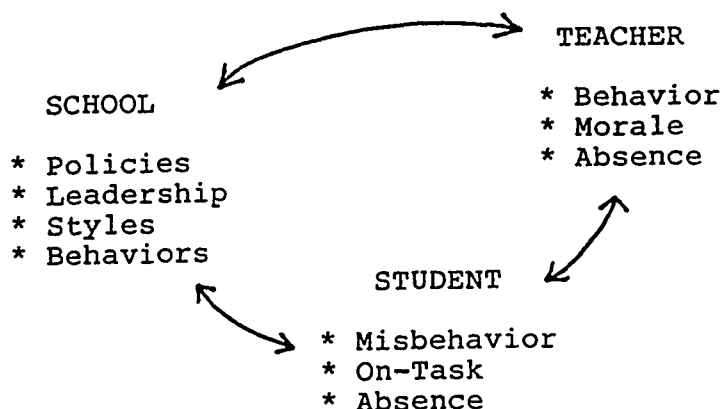 TEACHER
* Behavior
* Morale
* Absence
SCHOOL
* Policies
* Leadership
* Styles
* Behaviors
STUDENT
* Misbehavior
* On-Task
* Absence